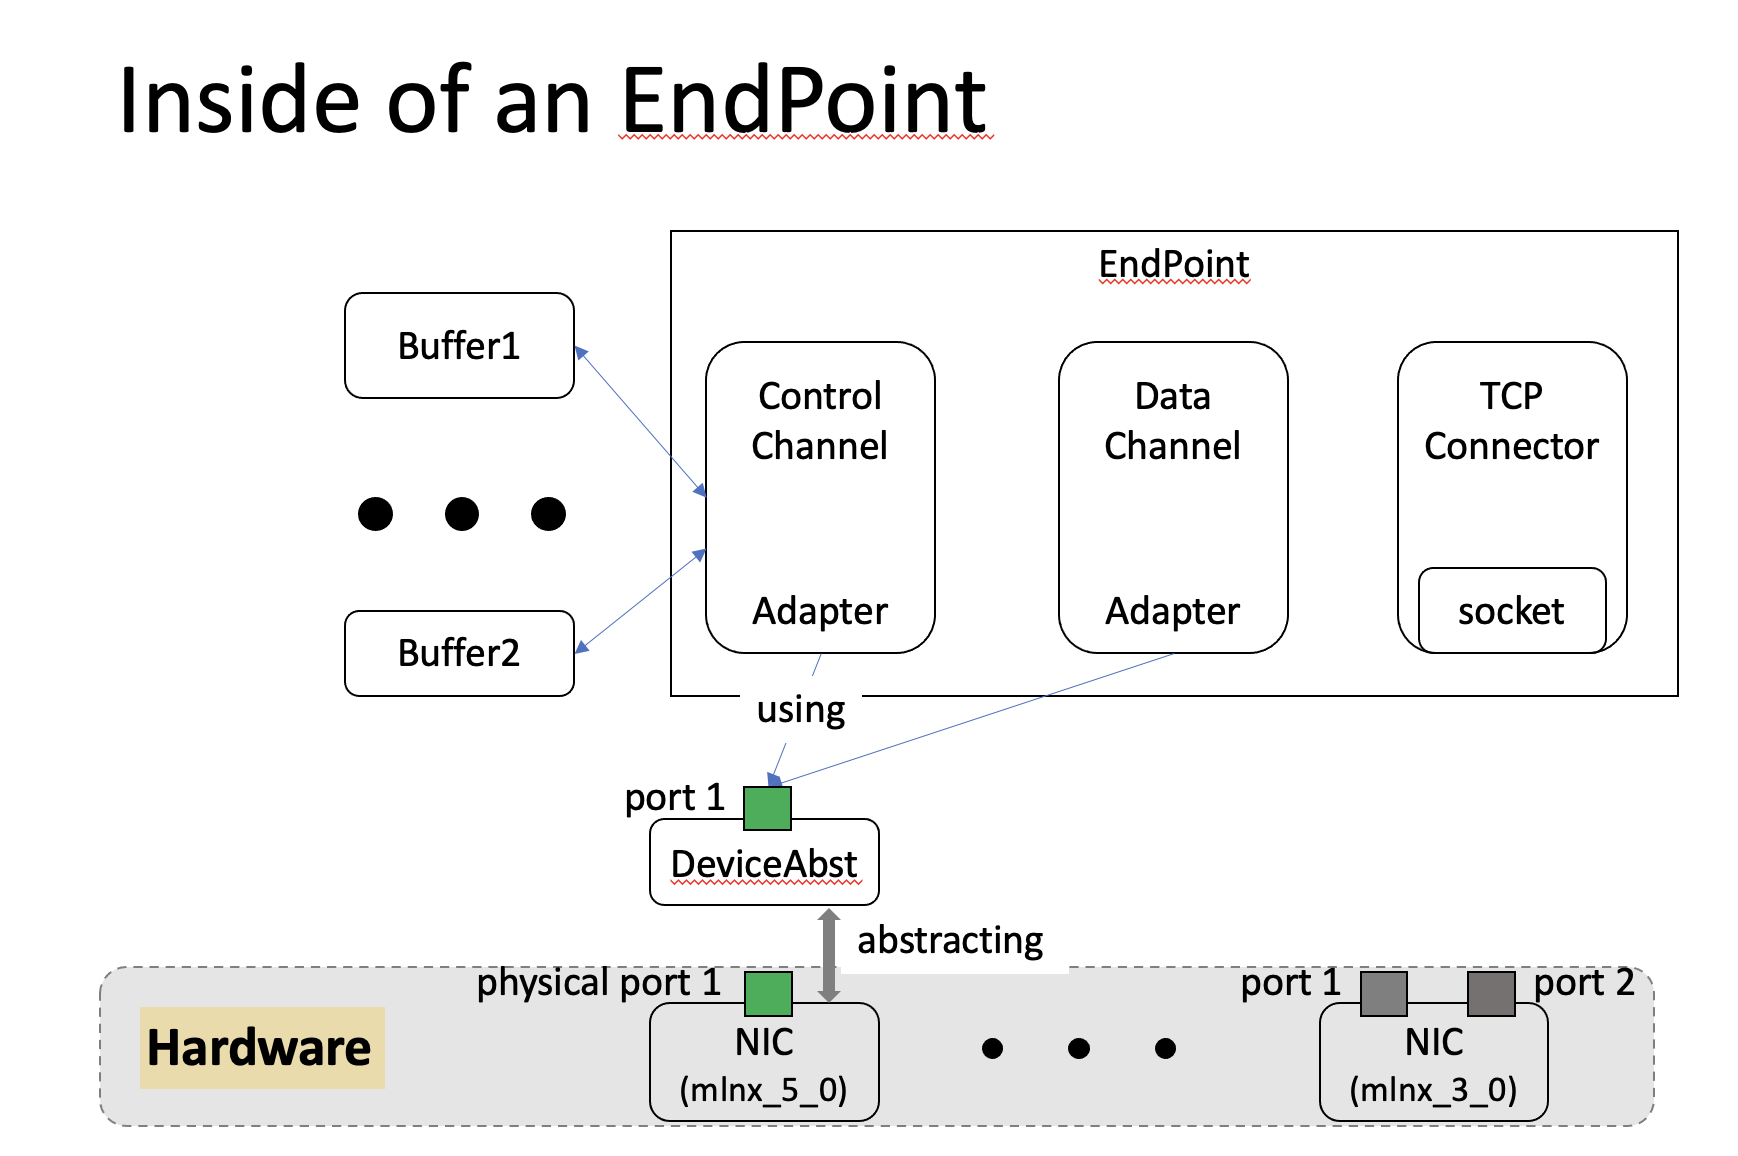 Inside of an EndPoint
EndPoint
Buffer1
Control
Channel
Adapter
Data
Channel
Adapter
TCP
Connector
socket
Buffer2
using
port 1
DeviceAbst
abstracting
Hardware
physical port 1
NIC
(mlnx_5_0)
port 1
port 2
NIC
(mlnx_3_0)